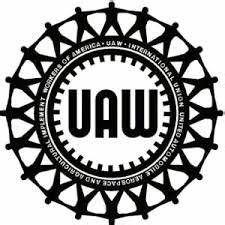 INTERNATIONAL UNION, UNITED AUTOMOBILE AEROSPACE AND AGRICULTURAL IMPLEMENT WORKERS OF AMERICA • UAW •
UAW